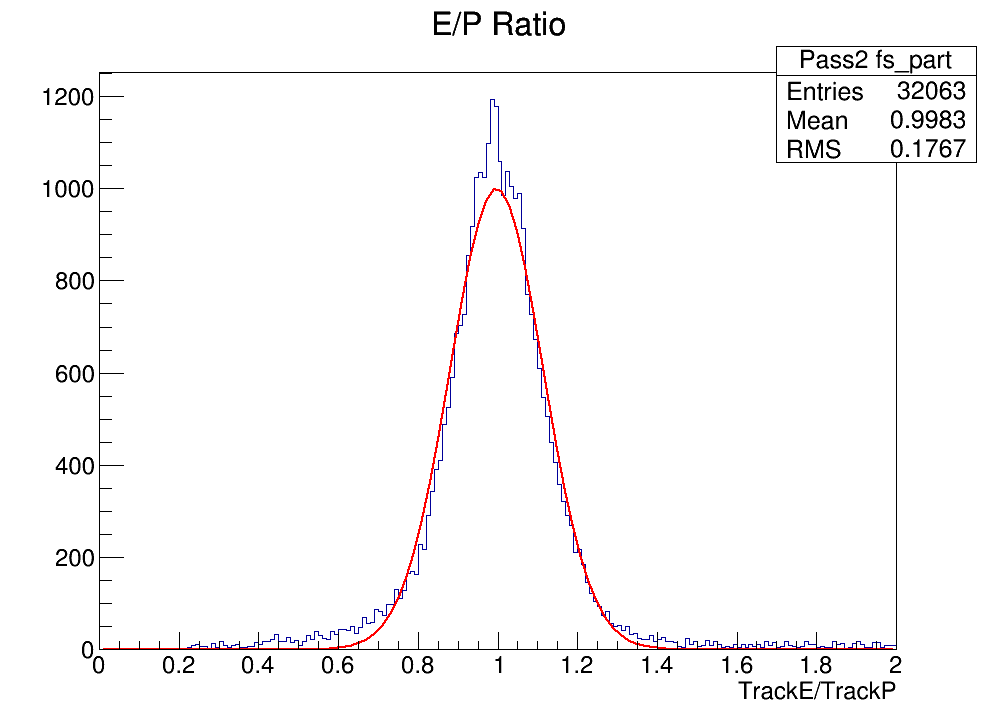 E/P Ratio
Pass2 fs_part
Entries 32063
Mean 0.9983
RMS 0.1767
1200
1000
800
600
400
200
0
0 0.2 0.4 0.6 0.8 1 1.2 1.4 1.6 1.8 2
TrackE/TrackP